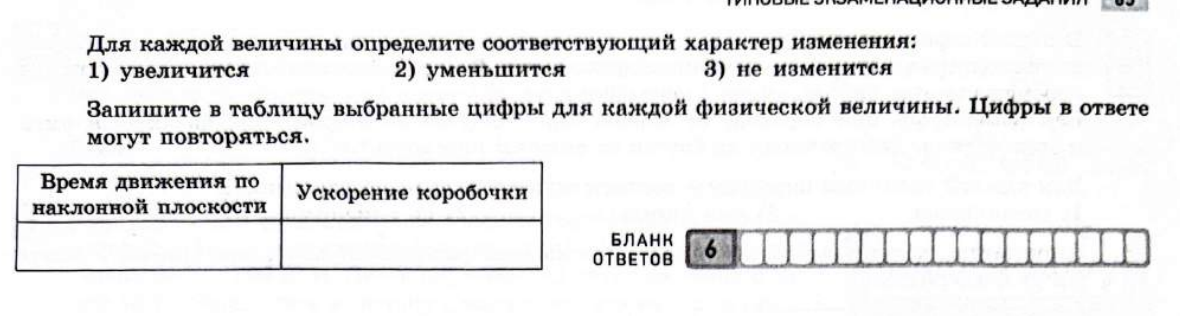 ТИПОВЫЕ ЭКЗАМЕНАЦИОННЫЕ ЗАДАНИЯ
Для каждой величины определите соответствующий характер изменения:
1) увеличится 2) уменьшится 3) не изменится
Запишите в таблицу выбранные цифры для каждой физической величины. Цифры в ответе
могут повторяться.
Время движения по
наклонной плоскости
Ускорение коробочки
БЛАНК
ОТВЕТОВ
6